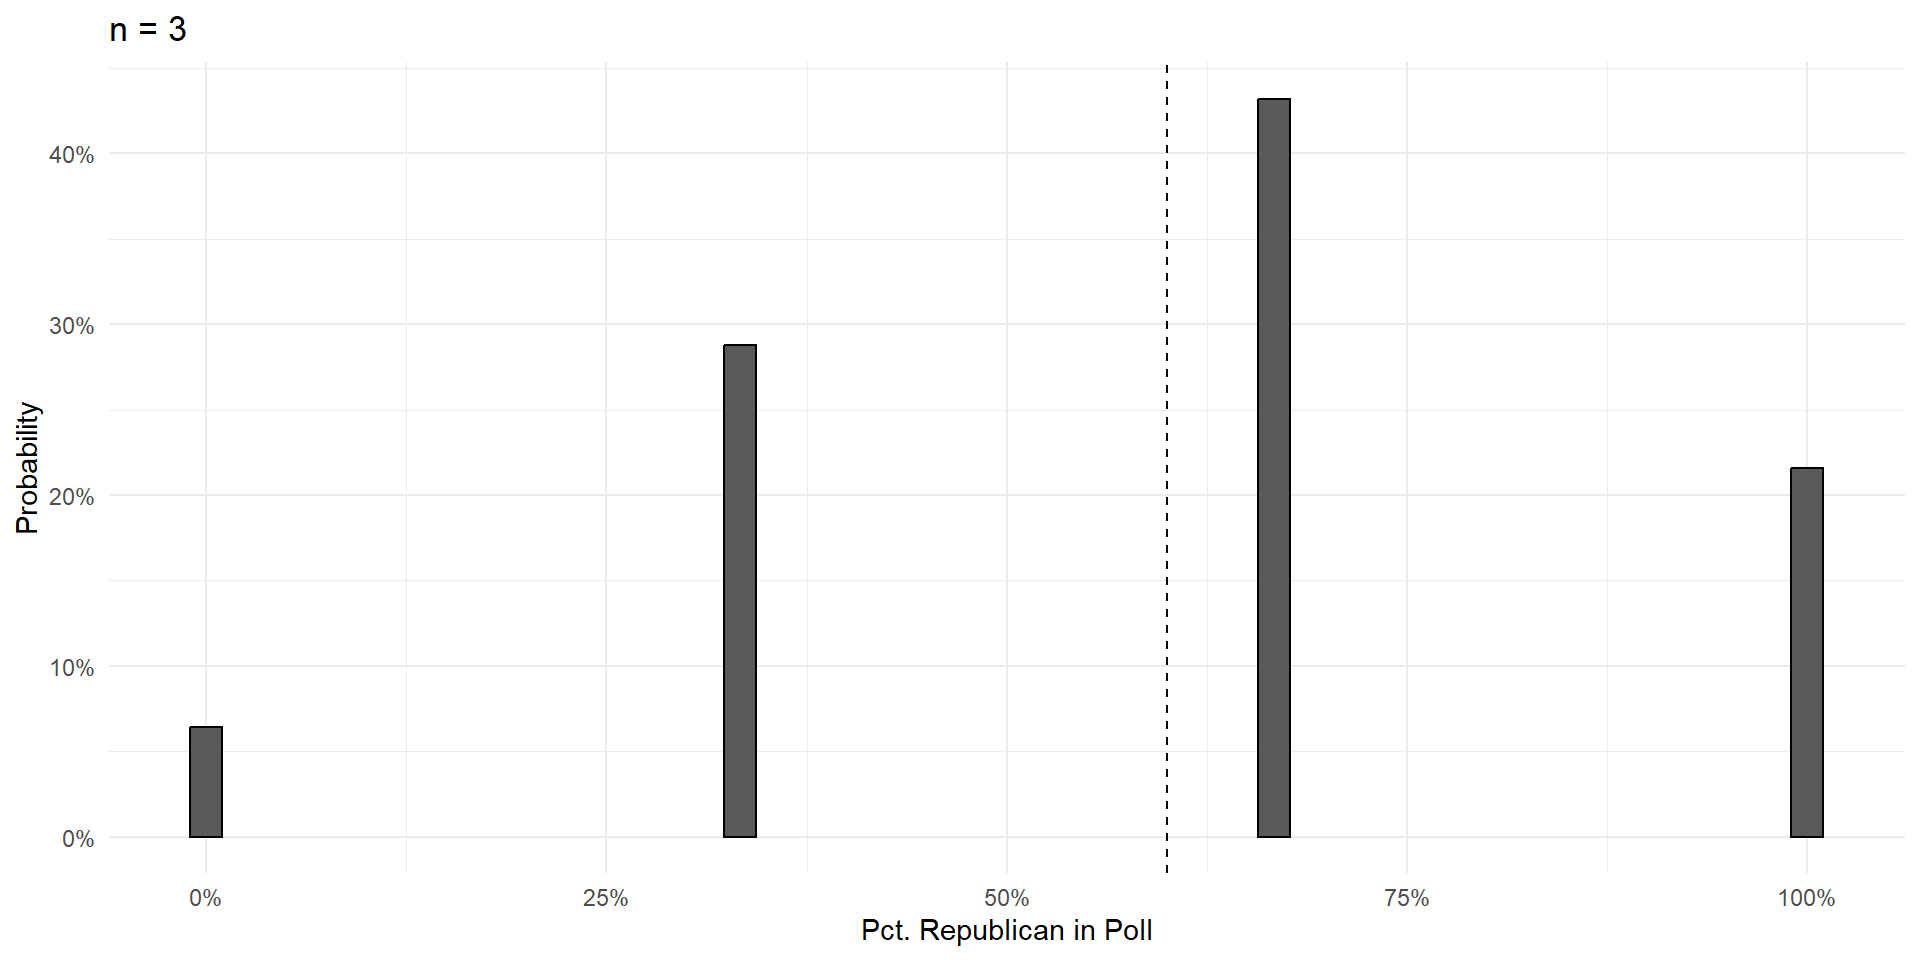 n = 3
Probability
40%
30%
20%
10%
0%
0% 25% 50% 75% 100%
Pct. Republican in Poll